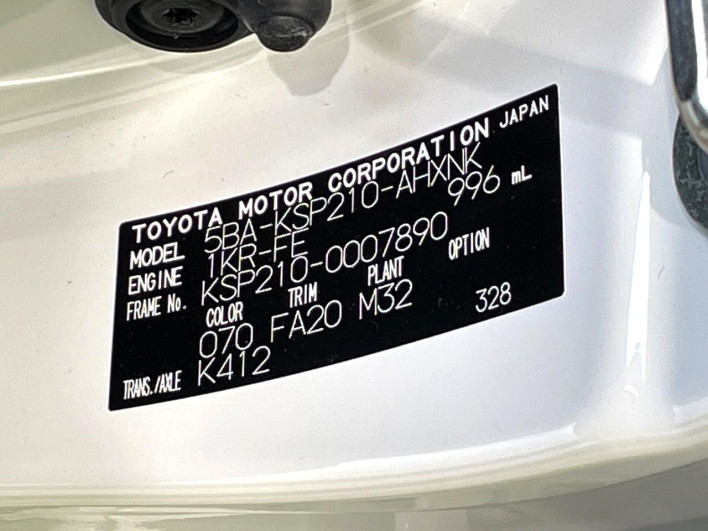 TOYOTA MOTOR CORPORATION JAPAN
MODEL 5BA-KSP210-AHXNK
ENGINE 1KR-FE 996 mL
FRAME No. KSP210-0007890
COLOR TRIM PLANT OPTION
070 FA20 M32 328
TRANS./AXLE K412